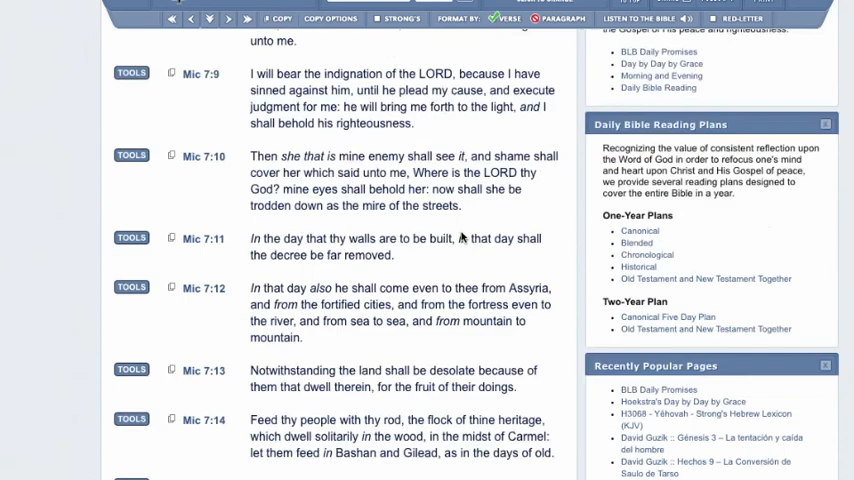 COPY COPY OPTIONS STRONG'S FORMAT BY: VERSE PARAGRAPH LISTEN TO THE BIBLE RED-LETTER
unto me.
TOOLS Mic 7:9 I will bear the indignation of the LORD, because I have
sinned against him, until he plead my cause, and execute
judgment for me: he will bring me forth to the light, and I
shall behold his righteousness.
TOOLS Mic 7:10 Then she that is mine enemy shall see it, and shame shall
cover her which said unto me, Where is the LORD thy
God? mine eyes shall behold her: now shall she be
trodden down as the mire of the streets.
TOOLS Mic 7:11 In the day that thy walls are to be built, in that day shall
the decree be far removed.
TOOLS Mic 7:12 In that day also he shall come even to thee from Assyria,
and from the fortified cities, and from the fortress even to
the river, and from sea to sea, and from mountain to
mountain.
TOOLS Mic 7:13 Notwithstanding the land shall be desolate because of
them that dwell therein, for the fruit of their doings.
TOOLS Mic 7:14 Feed thy people with thy rod, the flock of thine heritage,
which dwell solitarily in the wood, in the midst of Carmel:
let them feed in Bashan and Gilead, as in the days of old.
the Gospel of His peace and righteousness.
BLB Daily Promises
Day by Day by Grace
Morning and Evening
Daily Bible Reading
Daily Bible Reading Plans x
Recognizing the value of consistent reflection upon
the Word of God in order to refocus one's mind
and heart upon Christ and His Gospel of peace,
we provide several reading plans designed to
cover the entire Bible in a year.
One-Year Plans
Canonical
Blended
Chronological
Historical
Old Testament and New Testament Together
Two-Year Plan
Canonical Five Day Plan
Old Testament and New Testament Together
Recently Popular Pages x
BLB Daily Promises
Hoekstra's Day by Day by Grace
H3068 - Yĕhovah - Strong's Hebrew Lexicon
(KJV)
David Guzik :: Génesis 3 – La tentación y caída
del hombre
David Guzik :: Hechos 9 – La Conversión de
Saulo de Tarso